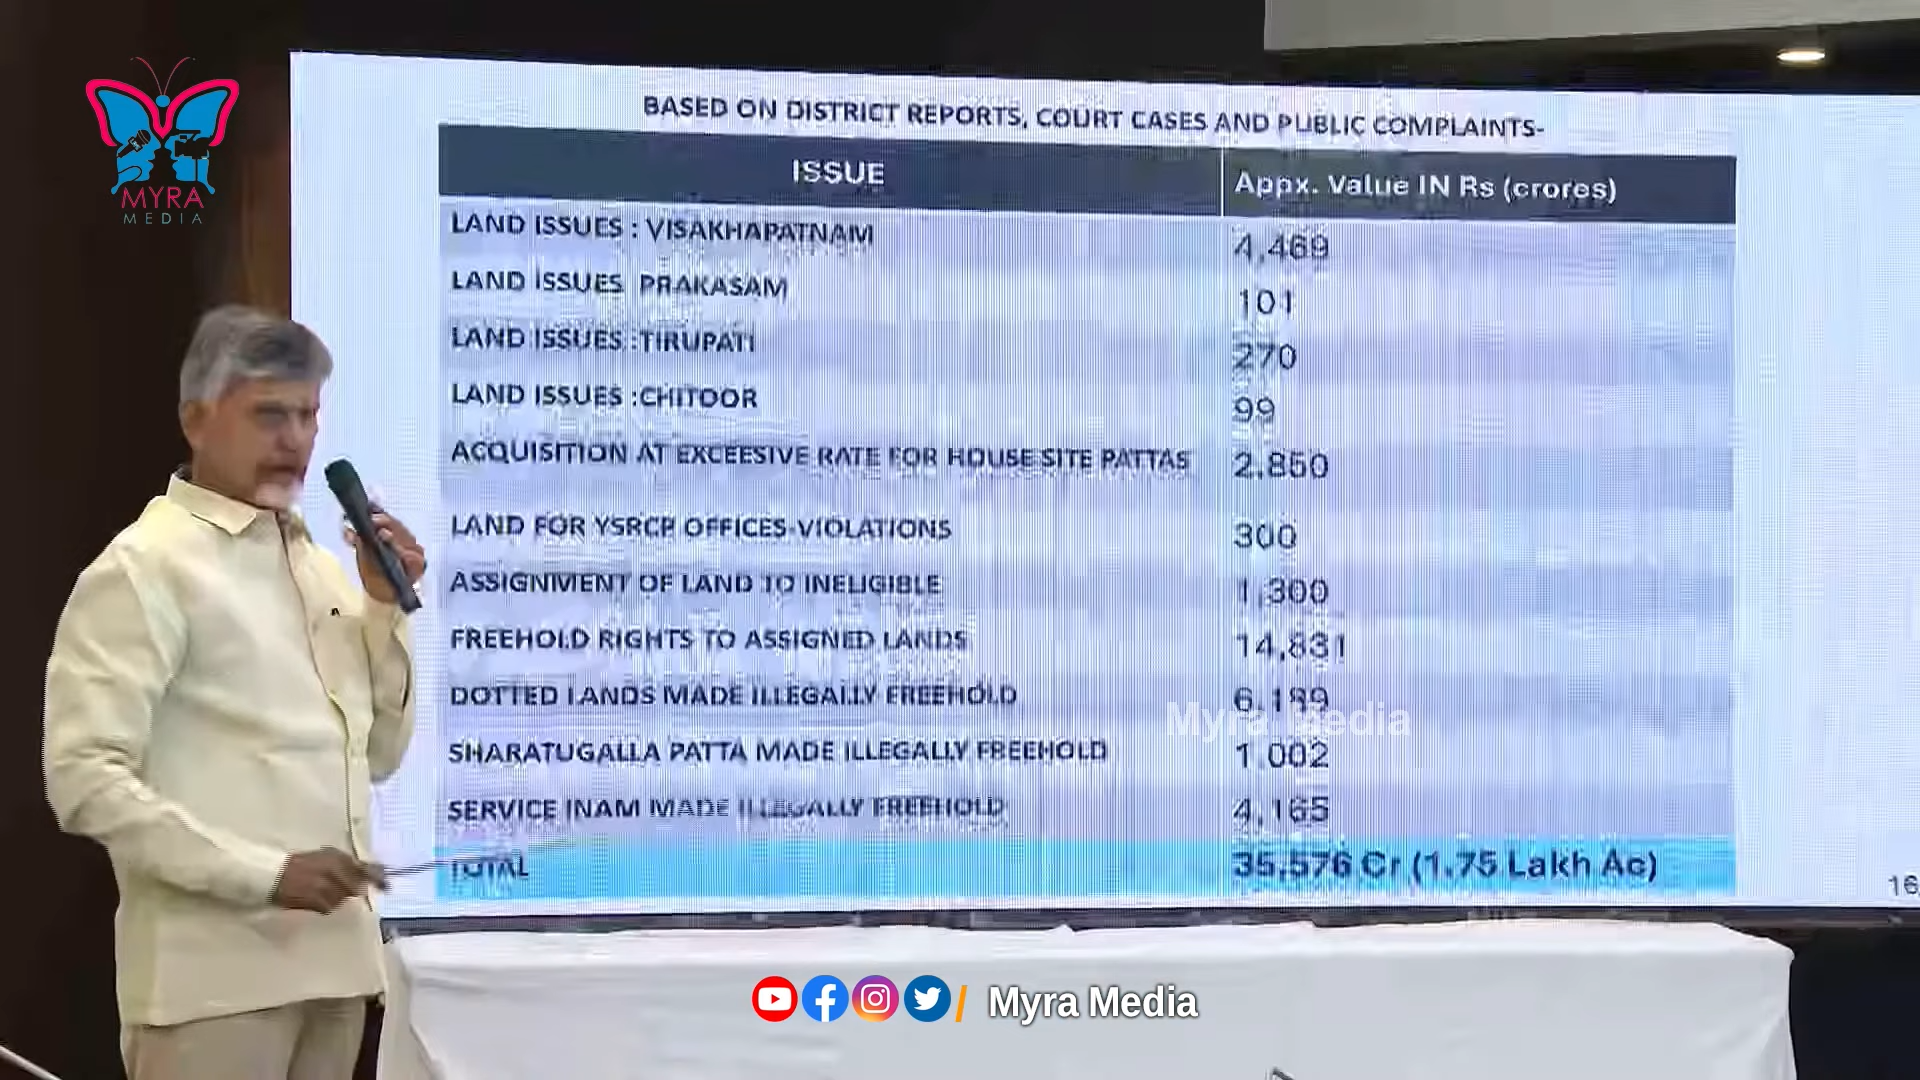 MYRA
MEDIA
BASED ON DISTRICT REPORTS, COURT CASES AND PUBLIC COMPLAINTS-
ISSUE Appx. Value IN Rs (crores)
LAND ISSUES : VISAKHAPATNAM 4,469
LAND ISSUES PRAKASAM 101
LAND ISSUES :TIRUPATI 270
LAND ISSUES :CHITOOR 99
ACQUISITION AT EXCEESIVE RATE FOR HOUSE SITE PATTAS 2,850
LAND FOR YSRCP OFFICES-VIOLATIONS 300
ASSIGNMENT OF LAND TO INELIGIBLE 1,300
FREEHOLD RIGHTS TO ASSIGNED LANDS 14,831
DOTTED LANDS MADE ILLEGALLY FREEHOLD 6,189
SHARATUGALLA PATTA MADE ILLEGALLY FREEHOLD 1,002
SERVICE INAM MADE ILLEGALLY FREEHOLD 4,165
TOTAL 35,576 Cr (1.75 Lakh Ac)
16
Myra Media
/ Myra Media